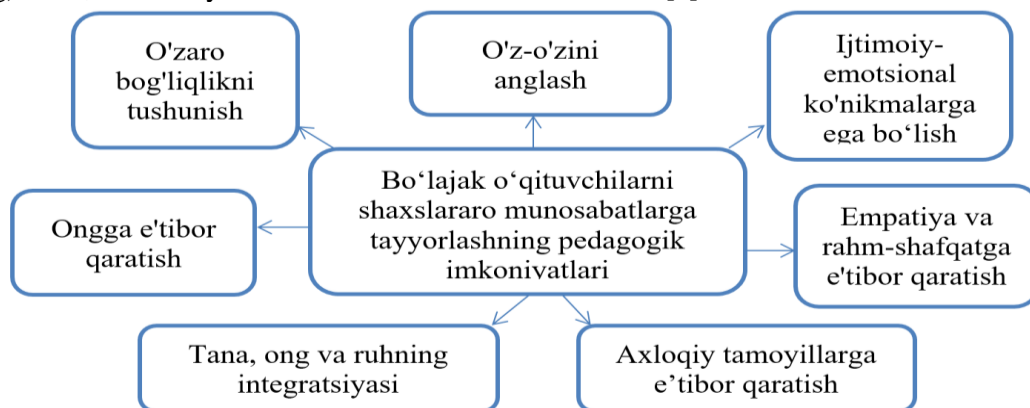 O'zaro
bog'liqlikni
tushunish
O'z-o'zini
anglash
Ijtimoiy-
emotsional
ko'nikmalarga
ega bo‘lish
Bo‘lajak o‘qituvchilarni
shaxslararo munosabatlarga
tayyorlashning pedagogik
imkoniyatlari
Ongga e'tibor
qaratish
Empatiya va
rahm-shafqatga
e'tibor qaratish
Tana, ong va ruhning
integratsiyasi
Axloqiy tamoyillarga
e’tibor qaratish